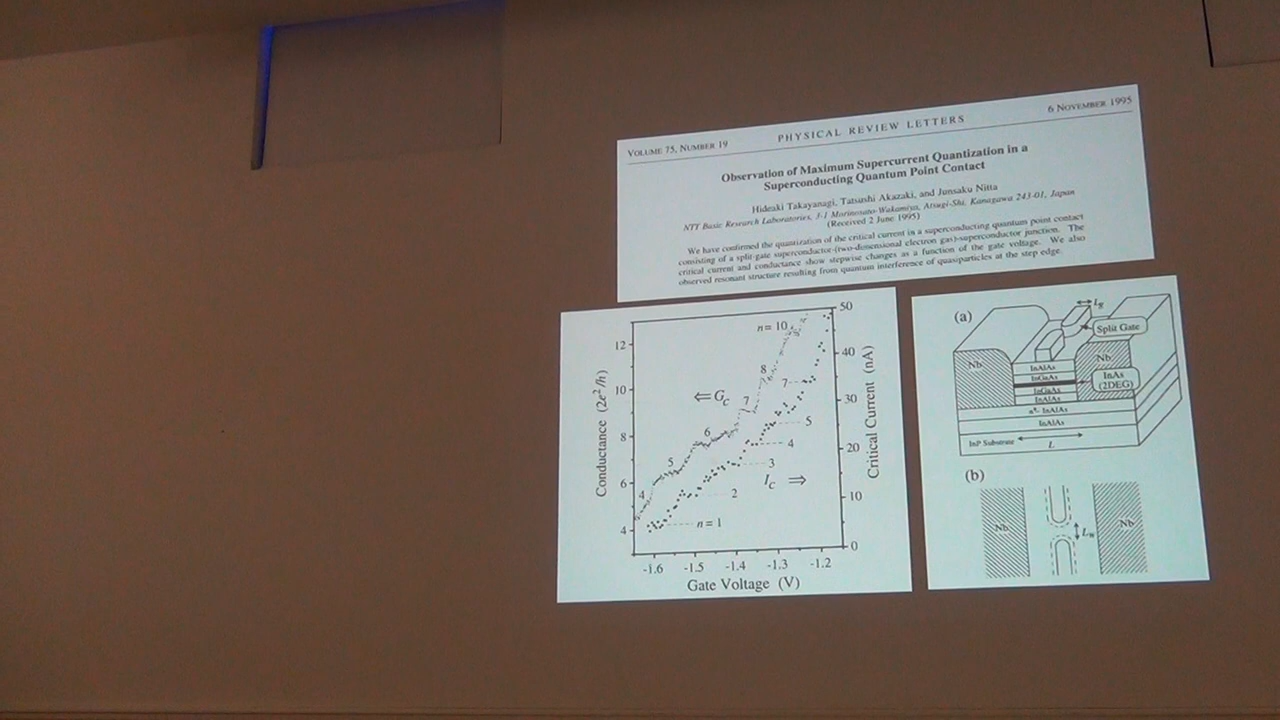 VOLUME 75, NUMBER 19
PHYSICAL REVIEW LETTERS
6 NOVEMBER 1995
Observation of Maximum Supercurrent Quantization in a
Superconducting Quantum Point Contact
Hideaki Takayanagi, Tatsushi Akazaki, and Junsaku Nitta
NTT Basic Research Laboratories, 3-1 Morinosato-Wakamiya, Atsugi-Shi, Kanagawa 243-01, Japan
(Received 2 June 1995)
We have confirmed the quantization of the critical current in a superconducting quantum point contact
consisting of a split-gate superconductor-(two-dimensional electron gas)-superconductor junction. The
critical current and conductance show stepwise changes as a function of the gate voltage. We also
observed resonant structure resulting from quantum interference of quasiparticles at the step edge.
Conductance (2e²/h)
12
10
8
6
4
4
5
6
7
8
n = 10
⇐ G_C
n = 1
2
3
4
5
7
I_C ⇒
50
40
30
20
10
0
Critical Current (nA)
-1.6 -1.5 -1.4 -1.3 -1.2
Gate Voltage (V)
(a)
L_g
Split Gate
Nb
Nb
InAlAs
InGaAs
InAs
(2DEG)
InGaAs
InAlAs
n⁺- InAlAs
InAlAs
InP Substrate
L
(b)
Nb
Nb
L_w